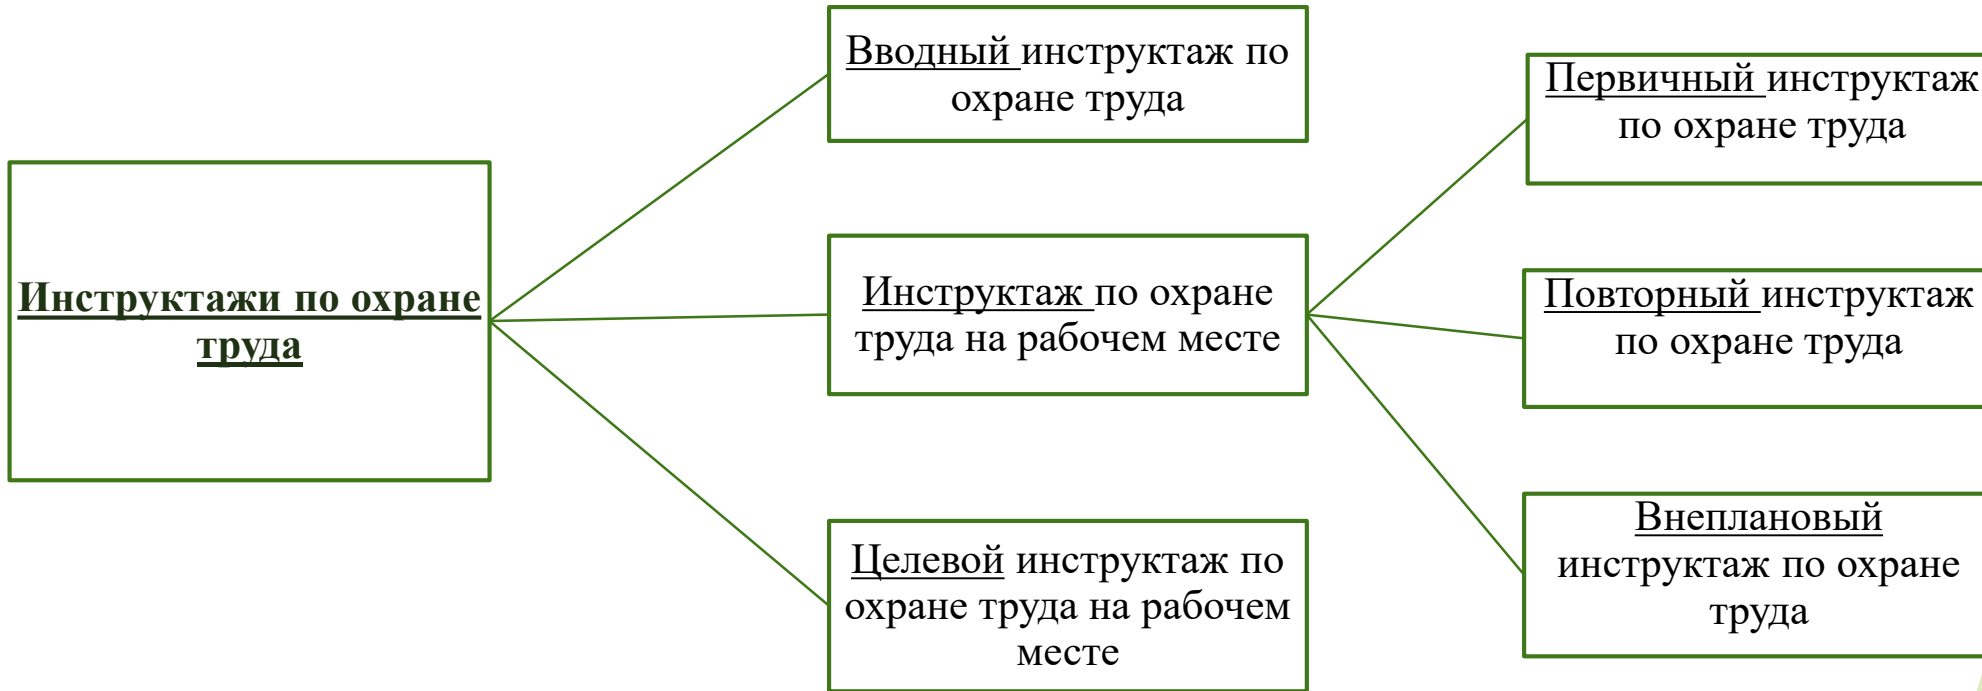 Инструктажи по охране
труда
Вводный инструктаж по
охране труда
Инструктаж по охране
труда на рабочем месте
Целевой инструктаж по
охране труда на рабочем
месте
Первичный инструктаж
по охране труда
Повторный инструктаж
по охране труда
Внеплановый
инструктаж по охране
труда